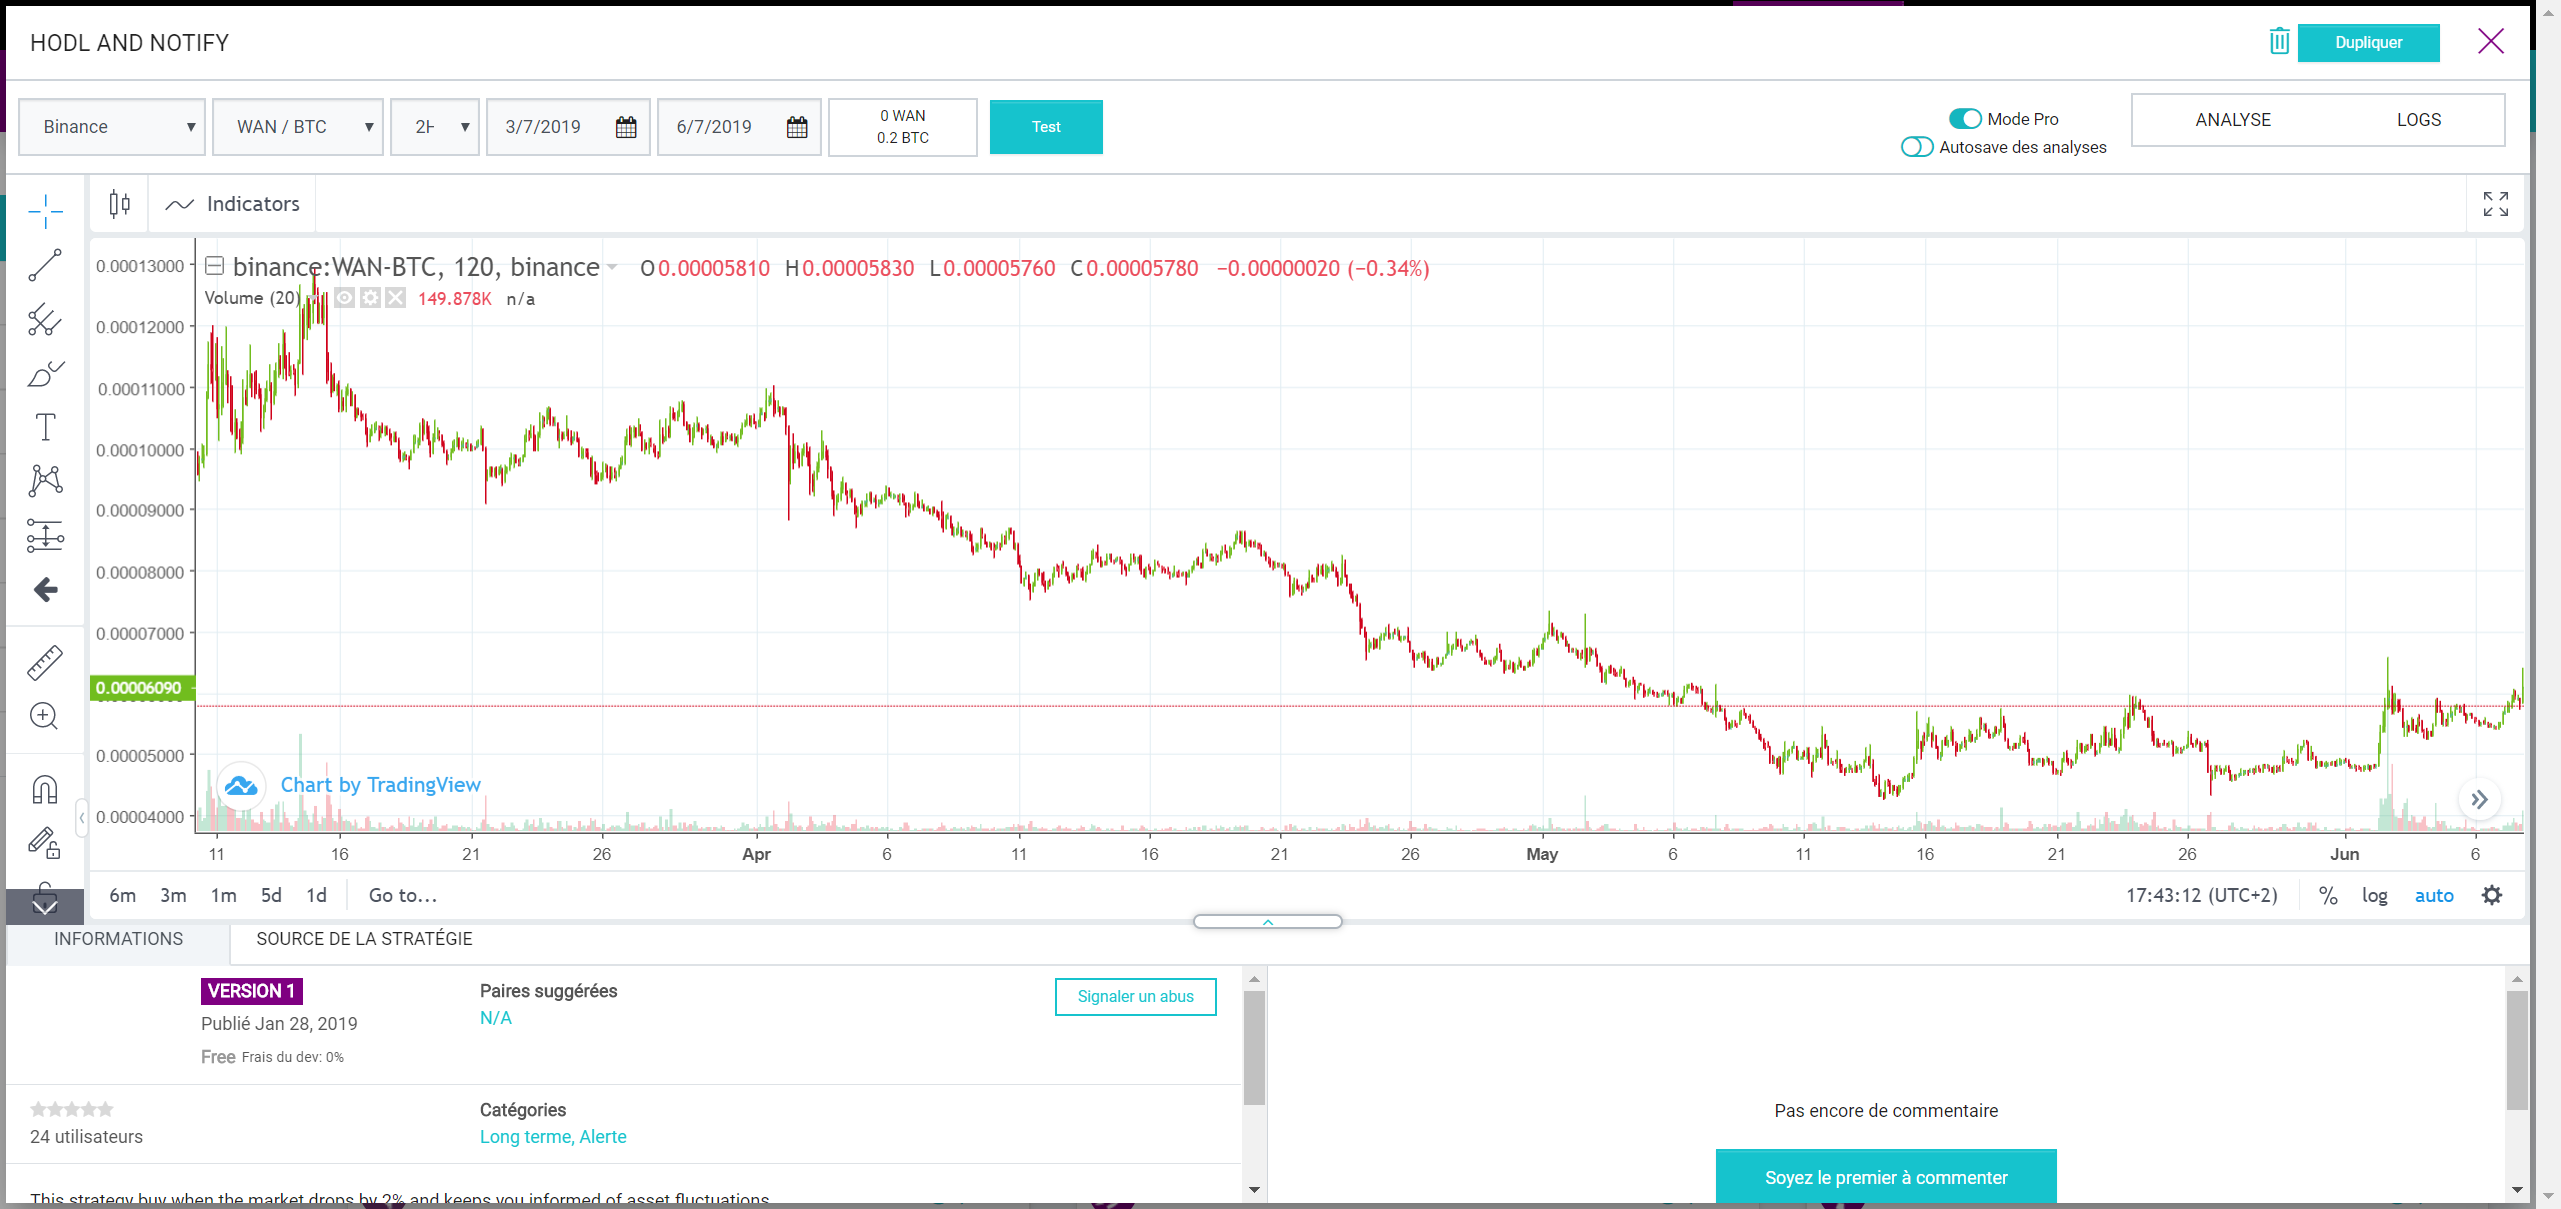 HODL AND NOTIFY
Dupliquer
Binance
WAN / BTC
2H
3/7/2019
6/7/2019
0 WAN
0.2 BTC
Test
Mode Pro
Autosave des analyses
ANALYSE
LOGS
Indicators
binance:WAN-BTC, 120, binance O0.00005810 H0.00005830 L0.00005760 C0.00005780 −0.00000020 (−0.34%)
Volume (20) 149.878K n/a
0.00013000
0.00012000
0.00011000
0.00010000
0.00009000
0.00008000
0.00007000
0.00006090
0.00005000
0.00004000
Chart by TradingView
11 16 21 26 Apr 6 11 16 21 26 May 6 11 16 21 26 Jun 6
6m 3m 1m 5d 1d Go to...
17:43:12 (UTC+2) % log auto
INFORMATIONS
SOURCE DE LA STRATÉGIE
VERSION 1
Publié Jan 28, 2019
Free Frais du dev: 0%
Paires suggérées
N/A
Signaler un abus
24 utilisateurs
Catégories
Long terme, Alerte
This strategy buy when the market drops by 2% and keeps you informed of asset fluctuations
Pas encore de commentaire
Soyez le premier à commenter